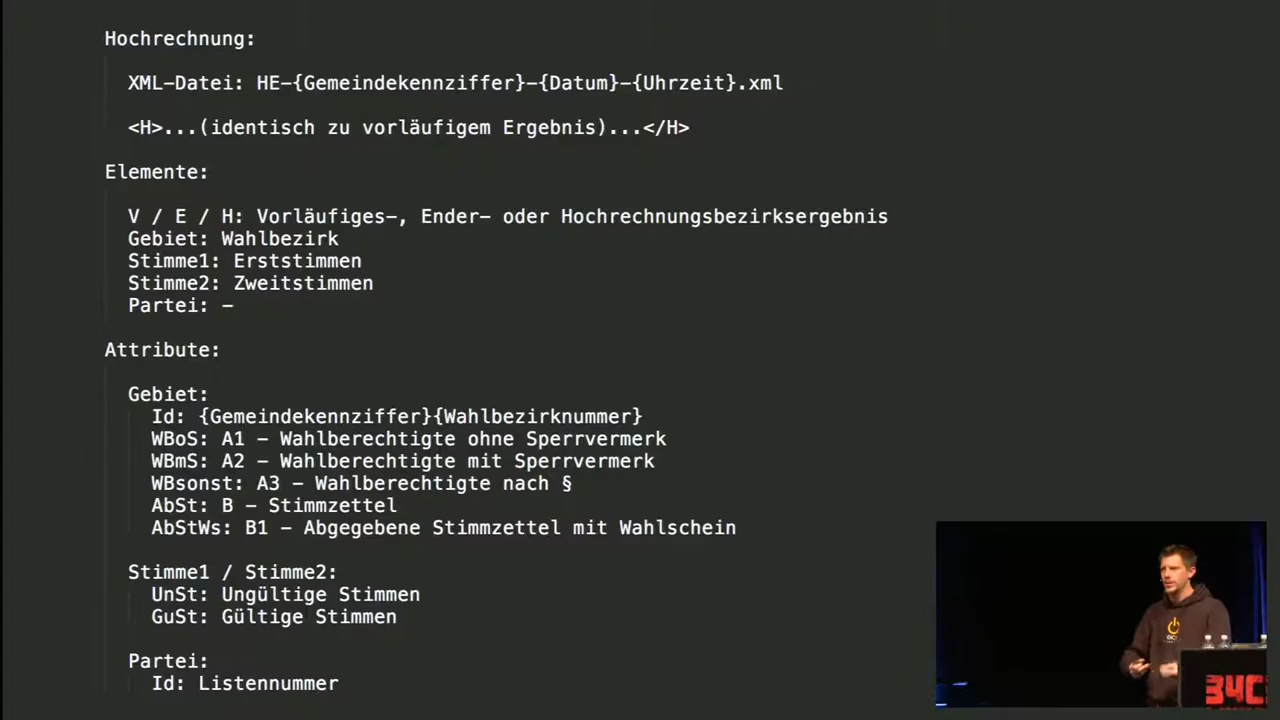 Hochrechnung:
XML-Datei: HE-{Gemeindekennziffer}-{Datum}-{Uhrzeit}.xml
<H>...(identisch zu vorläufigem Ergebnis)...</H>
Elemente:
V / E / H: Vorläufiges-, Ender- oder Hochrechnungsbezirksergebnis
Gebiet: Wahlbezirk
Stimme1: Erststimmen
Stimme2: Zweitstimmen
Partei: -
Attribute:
Gebiet:
Id: {Gemeindekennziffer}{Wahlbezirknummer}
WBoS: A1 - Wahlberechtigte ohne Sperrvermerk
WBmS: A2 - Wahlberechtigte mit Sperrvermerk
WBsonst: A3 - Wahlberechtigte nach §
AbSt: B - Stimmzettel
AbStWs: B1 - Abgegebene Stimmzettel mit Wahlschein
Stimme1 / Stimme2:
UnSt: Ungültige Stimmen
GuSt: Gültige Stimmen
Partei:
Id: Listennummer
34C